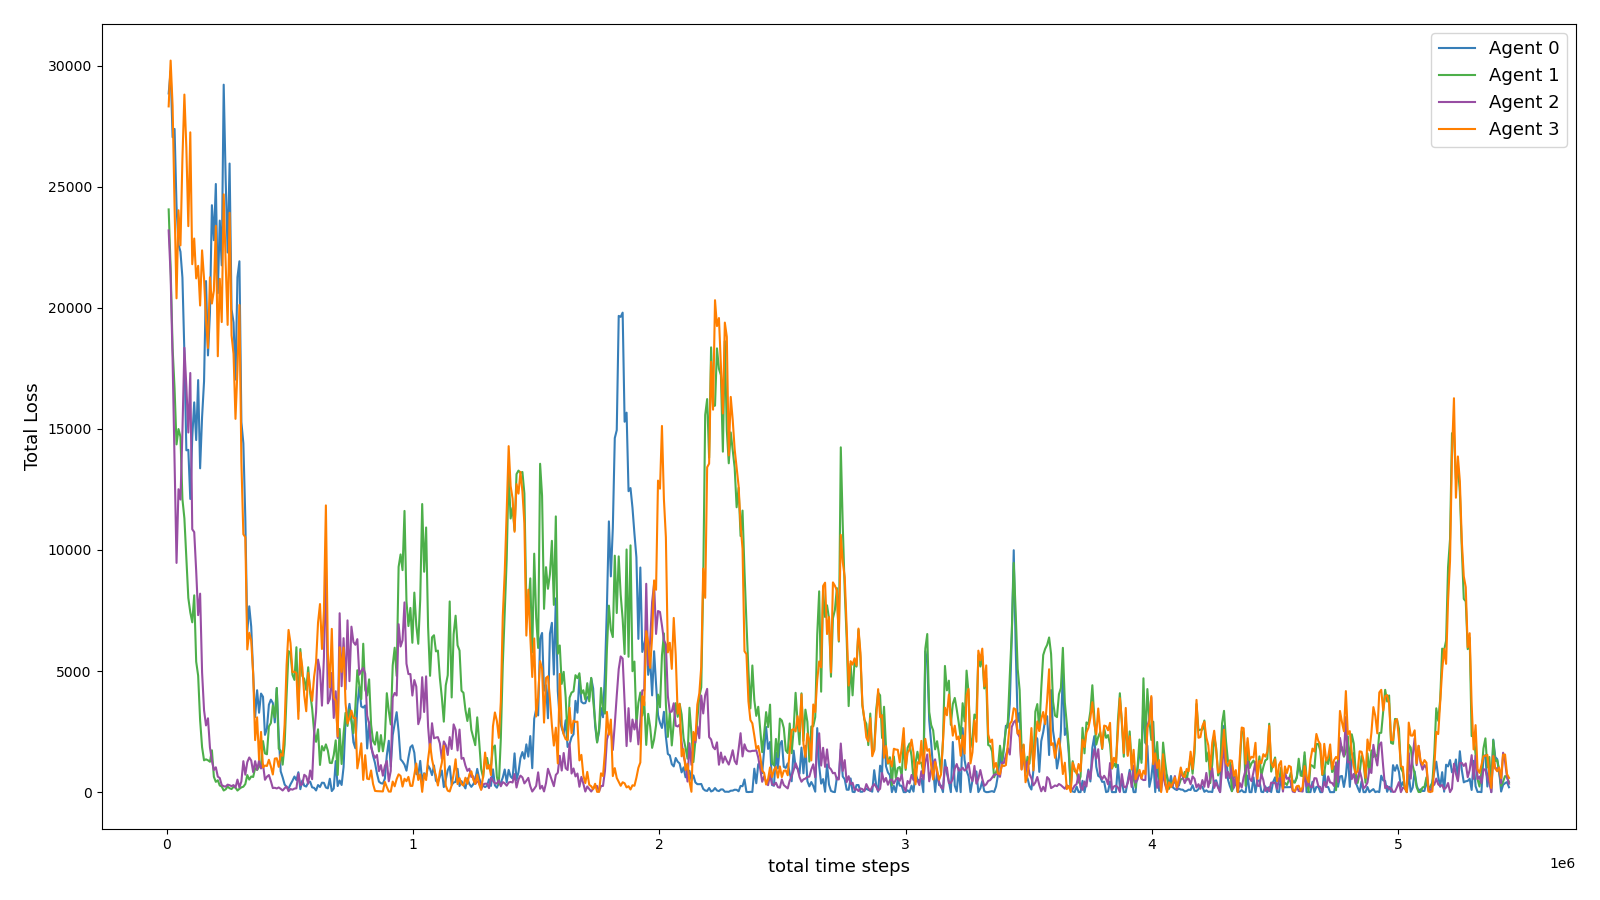 Agent 0
Agent 1
Agent 2
Agent 3
30000
25000
20000
15000
10000
5000
0
Total Loss
0 1 2 3 4 5
1e6
total time steps